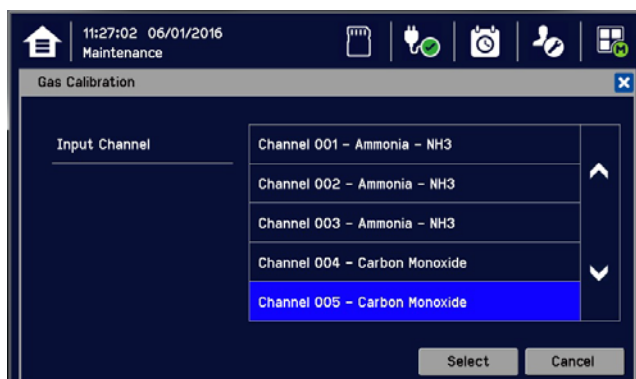 11:27:02 06/01/2016
Maintenance
Gas Calibration
Input Channel
Channel 001 - Ammonia - NH3
Channel 002 - Ammonia - NH3
Channel 003 - Ammonia - NH3
Channel 004 - Carbon Monoxide
Channel 005 - Carbon Monoxide
Select Cancel